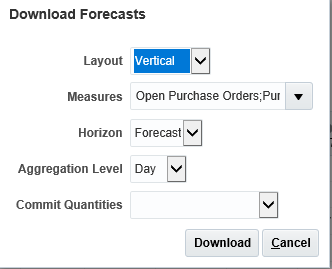 Download Forecasts
Layout Vertical
Measures Open Purchase Orders;Pur
Horizon Forecast
Aggregation Level Day
Commit Quantities
Download Cancel